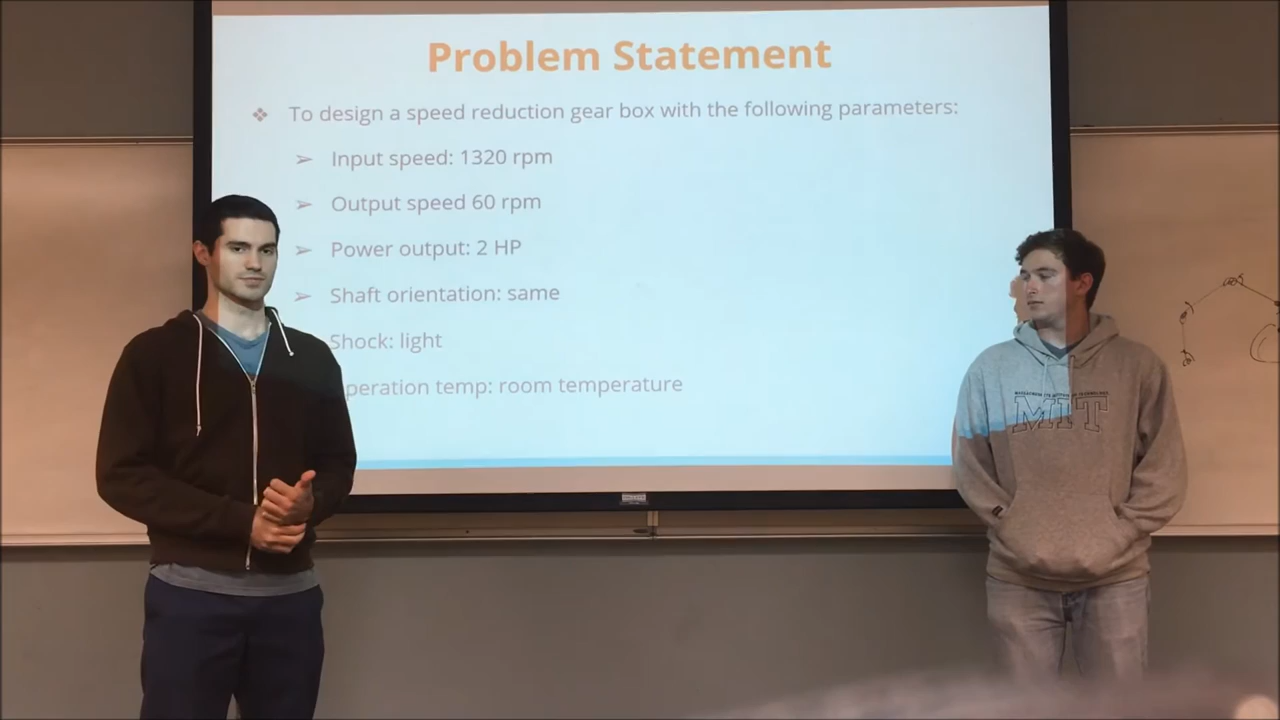 Problem Statement
❖ To design a speed reduction gear box with the following parameters:
➢ Input speed: 1320 rpm
➢ Output speed 60 rpm
➢ Power output: 2 HP
➢ Shaft orientation: same
Shock: light
peration temp: room temperature
MIT